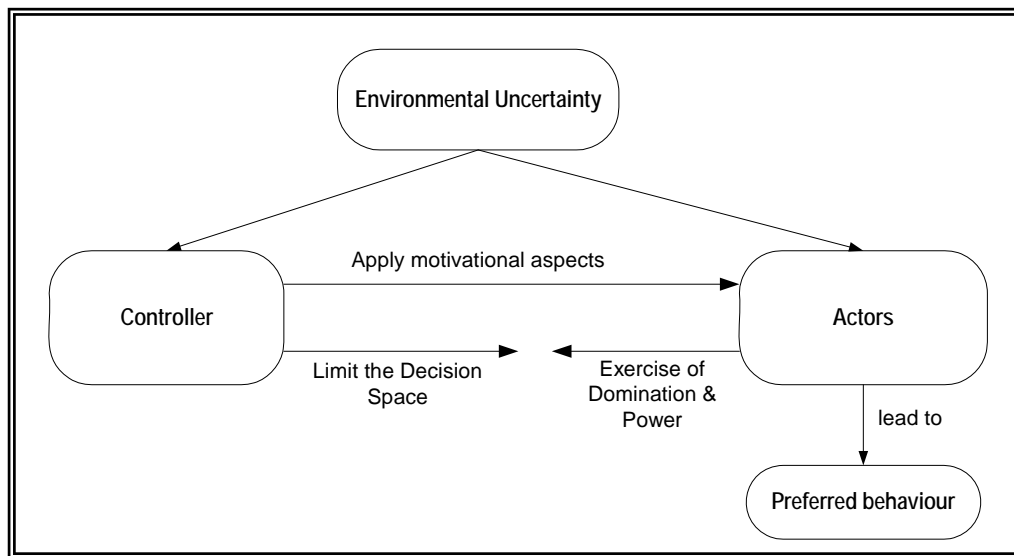 Environmental Uncertainty
Apply motivational aspects
Controller
Actors
Limit the Decision
Space
Exercise of
Domination &
Power
lead to
Preferred behaviour